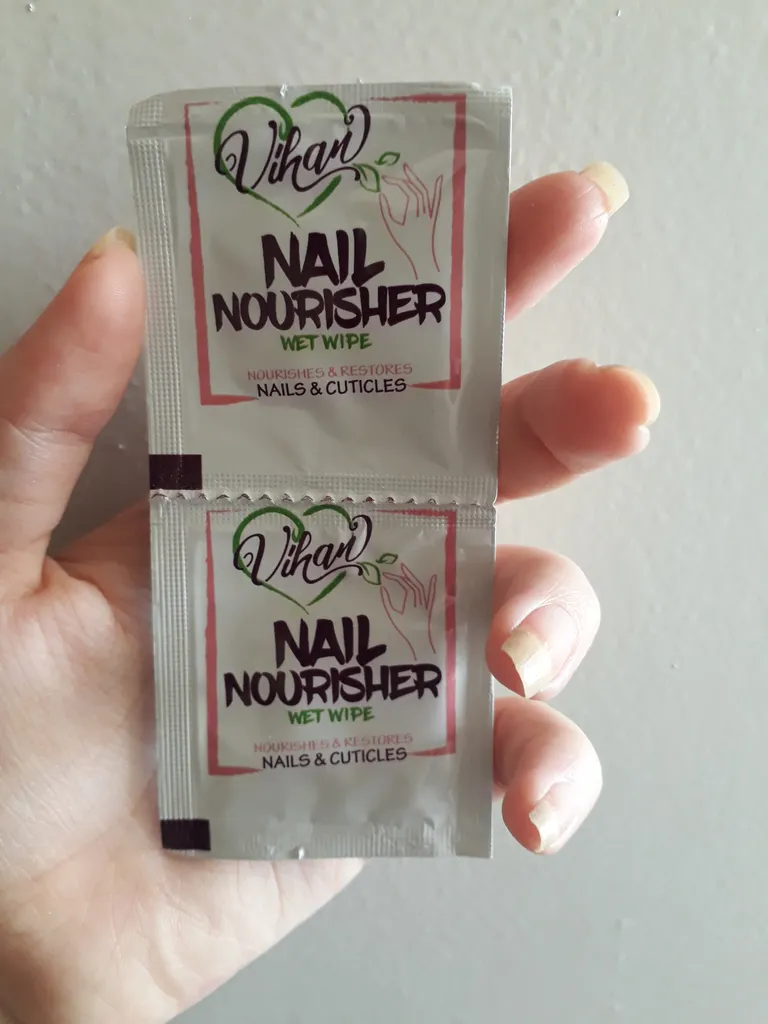 Vihan
NAIL
NOURISHER
WET WIPE
NOURISHES & RESTORES
NAILS & CUTICLES
Vihan
NAIL
NOURISHER
WET WIPE
NOURISHES & RESTORES
NAILS & CUTICLES